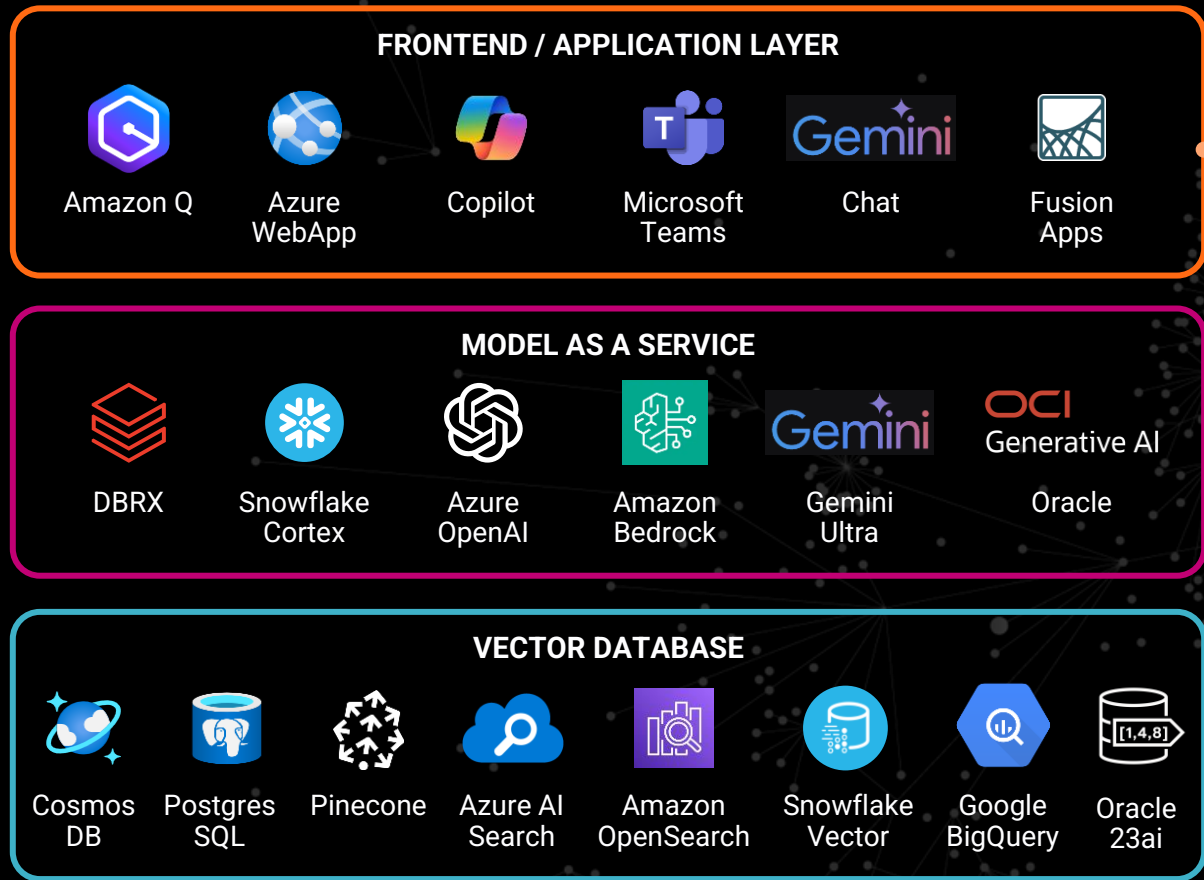 FRONTEND / APPLICATION LAYER
T
Gemini
Amazon Q
Azure
WebApp
Copilot
Microsoft
Teams
Chat
Fusion
Apps
MODEL AS A SERVICE
Gemini
OCI
Generative AI
DBRX
Snowflake
Cortex
Azure
OpenAI
Amazon
Bedrock
Gemini
Ultra
Oracle
VECTOR DATABASE
[1,4,8]
Cosmos
DB
Postgres
SQL
Pinecone
Azure AI
Search
Amazon
OpenSearch
Snowflake
Vector
Google
BigQuery
Oracle
23ai